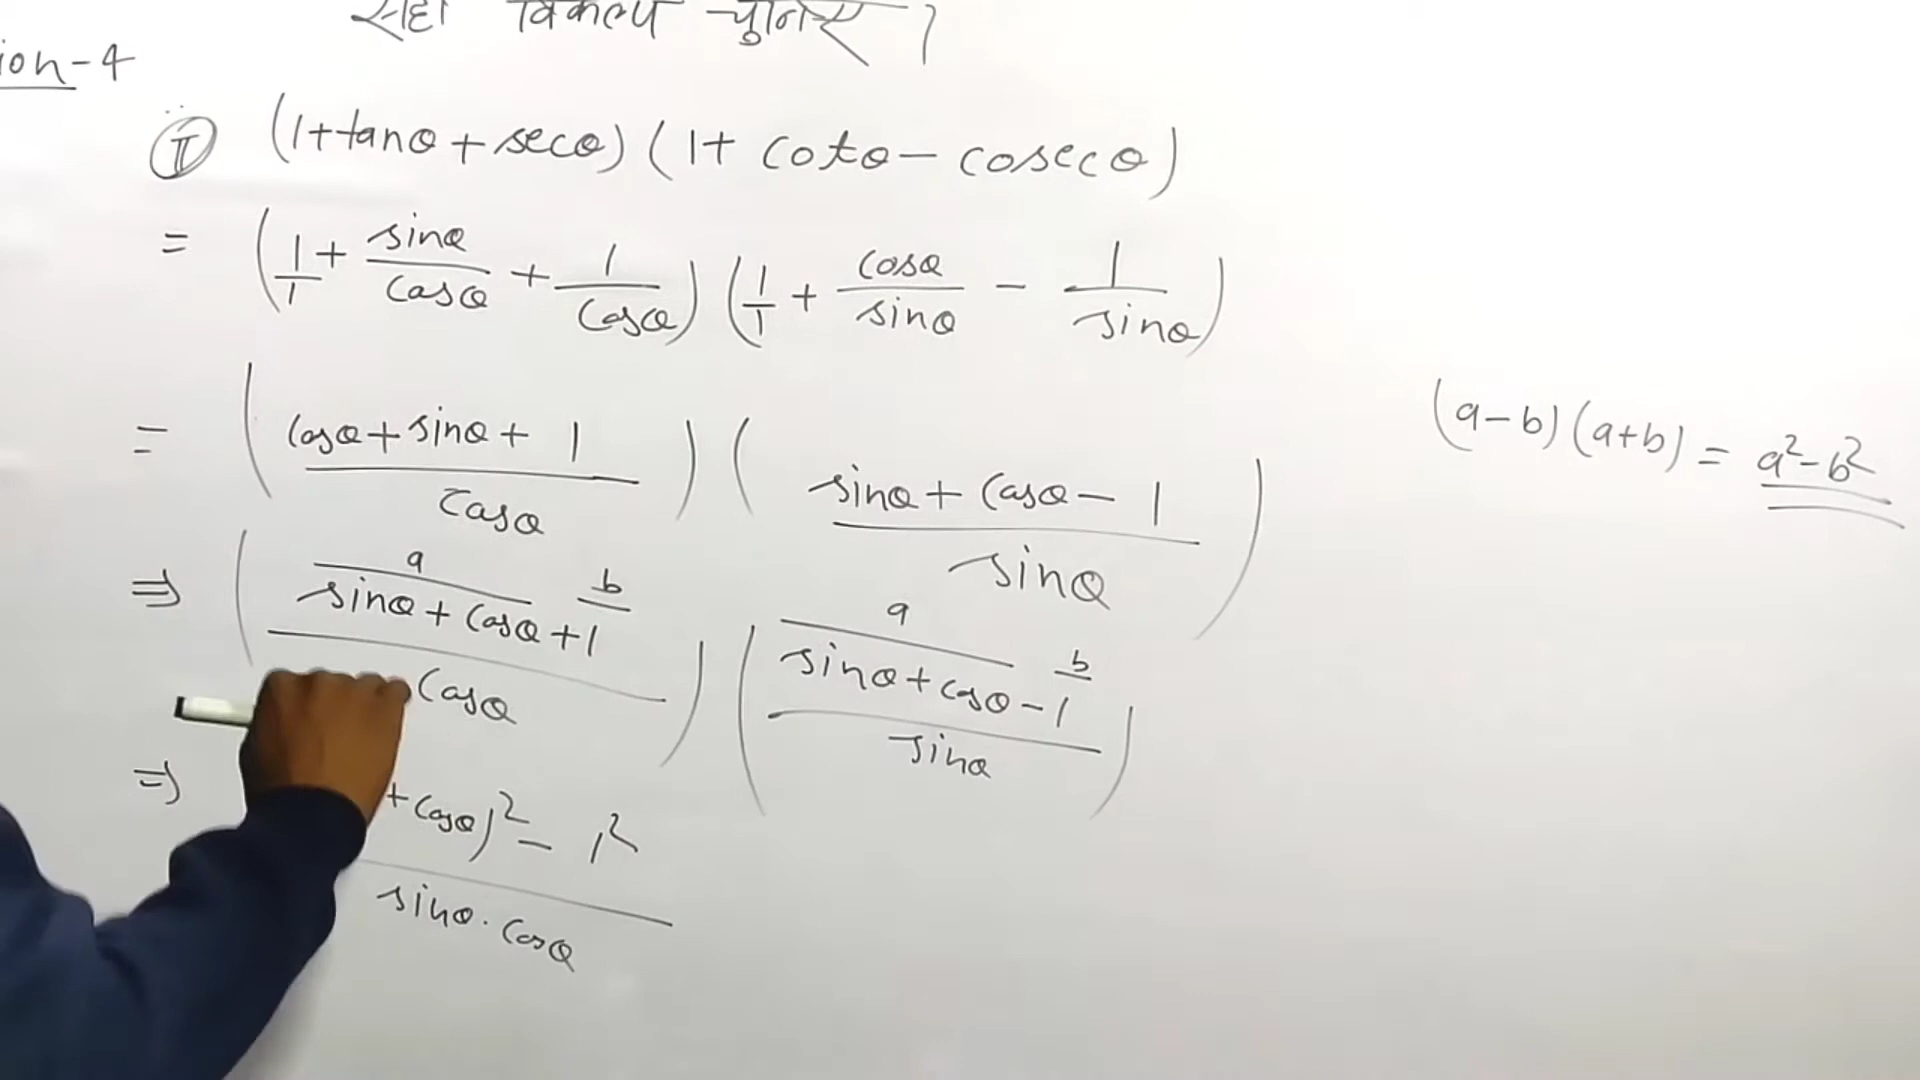 सही विकल्प चुनिए।
ion-4
(ii) (1+tanθ+secθ)(1+cotθ-cosecθ)
= (1/1 + sinθ/cosθ + 1/cosθ) (1/1 + cosθ/sinθ - 1/sinθ)
= ((cosθ+sinθ+1)/cosθ) ((sinθ+cosθ-1)/sinθ)
(a-b)(a+b) = a²-b²
a b a b
⇒ ((sinθ+cosθ+1)/cosθ) ((sinθ+cosθ-1)/sinθ)
⇒ +cosθ)² - 1²
sinθ.cosθ